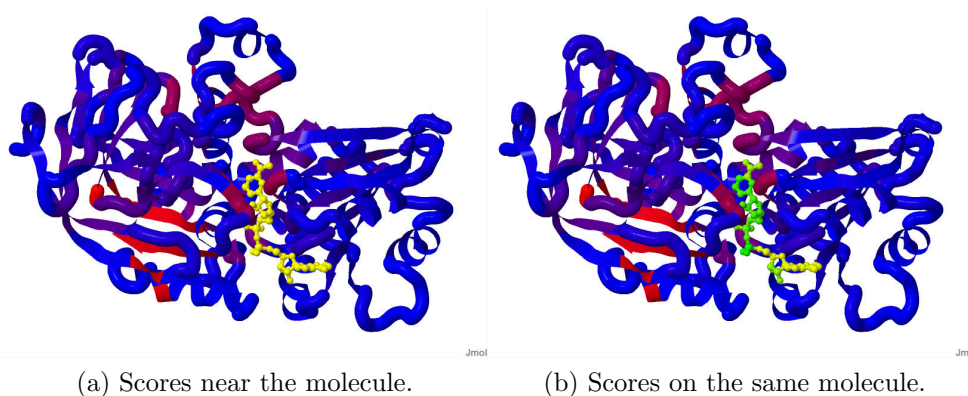 Jmol
Jm
(a) Scores near the molecule.
(b) Scores on the same molecule.